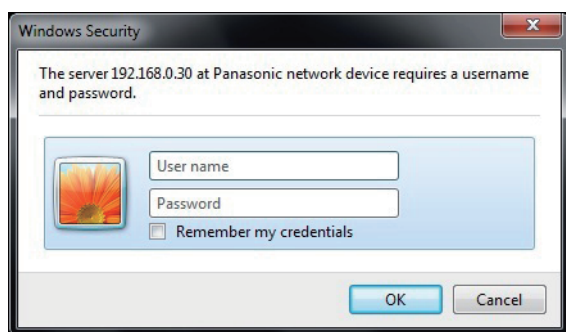 Windows Security
The server 192.168.0.30 at Panasonic network device requires a username
and password.
User name
Password
Remember my credentials
OK
Cancel